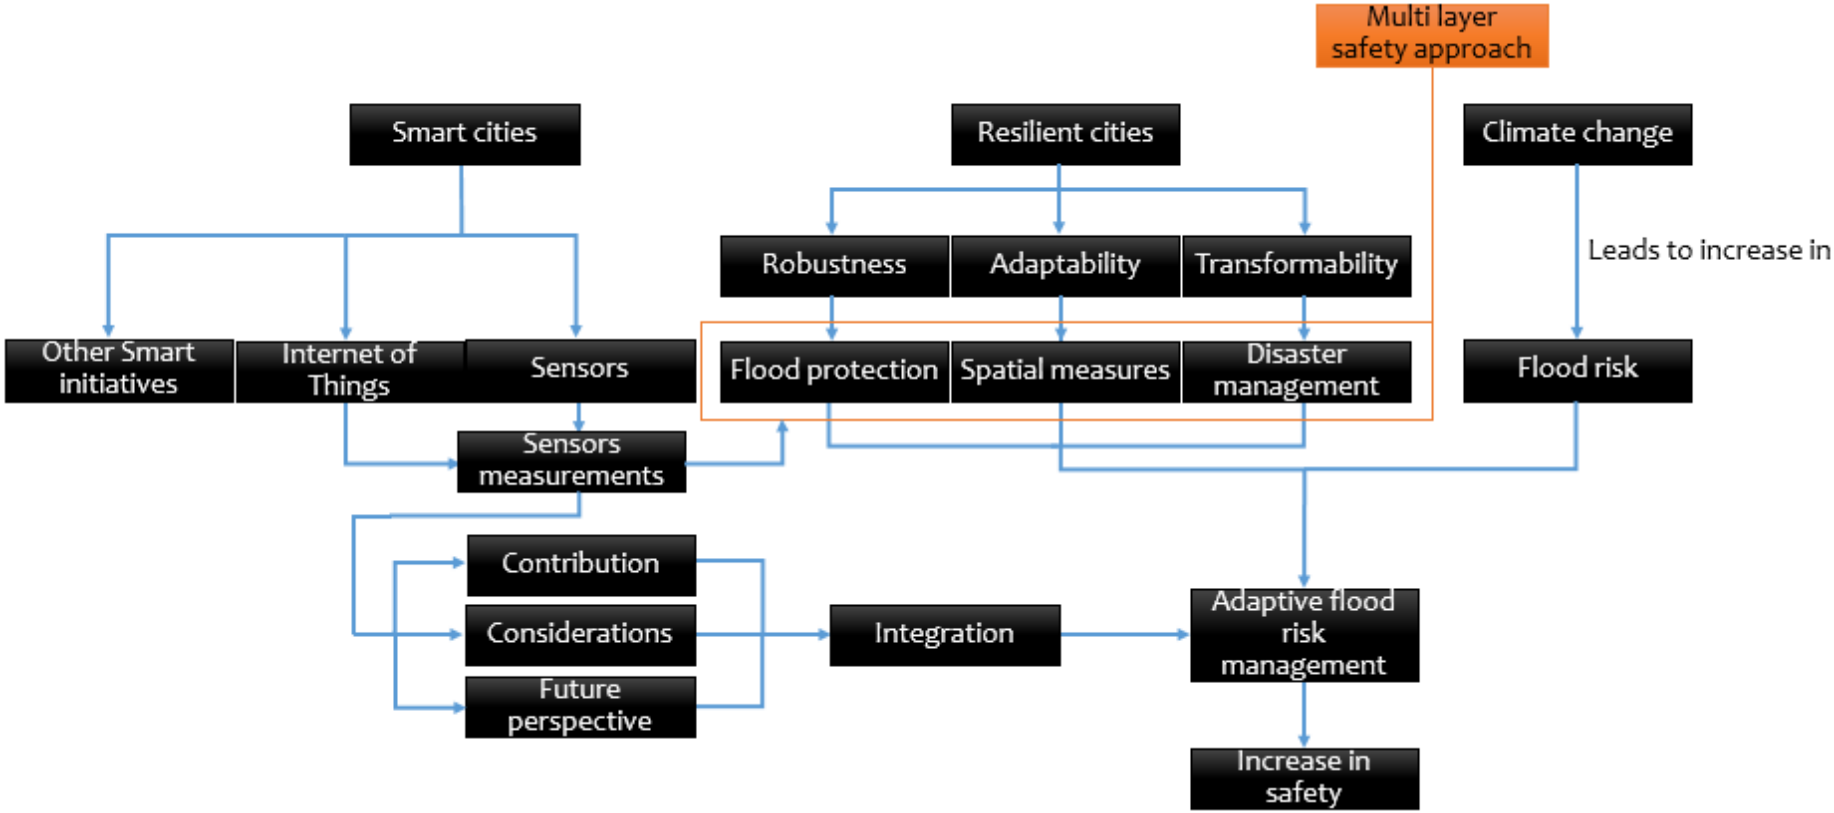 Multi layer
safety approach
Smart cities
Resilient cities
Climate change
Leads to increase in
Robustness
Adaptability
Transformability
Other Smart
initiatives
Internet of
Things
Sensors
Flood protection
Spatial measures
Disaster
management
Flood risk
Sensors
measurements
Contribution
Considerations
Future
perspective
Integration
Adaptive flood
risk
management
Increase in
safety